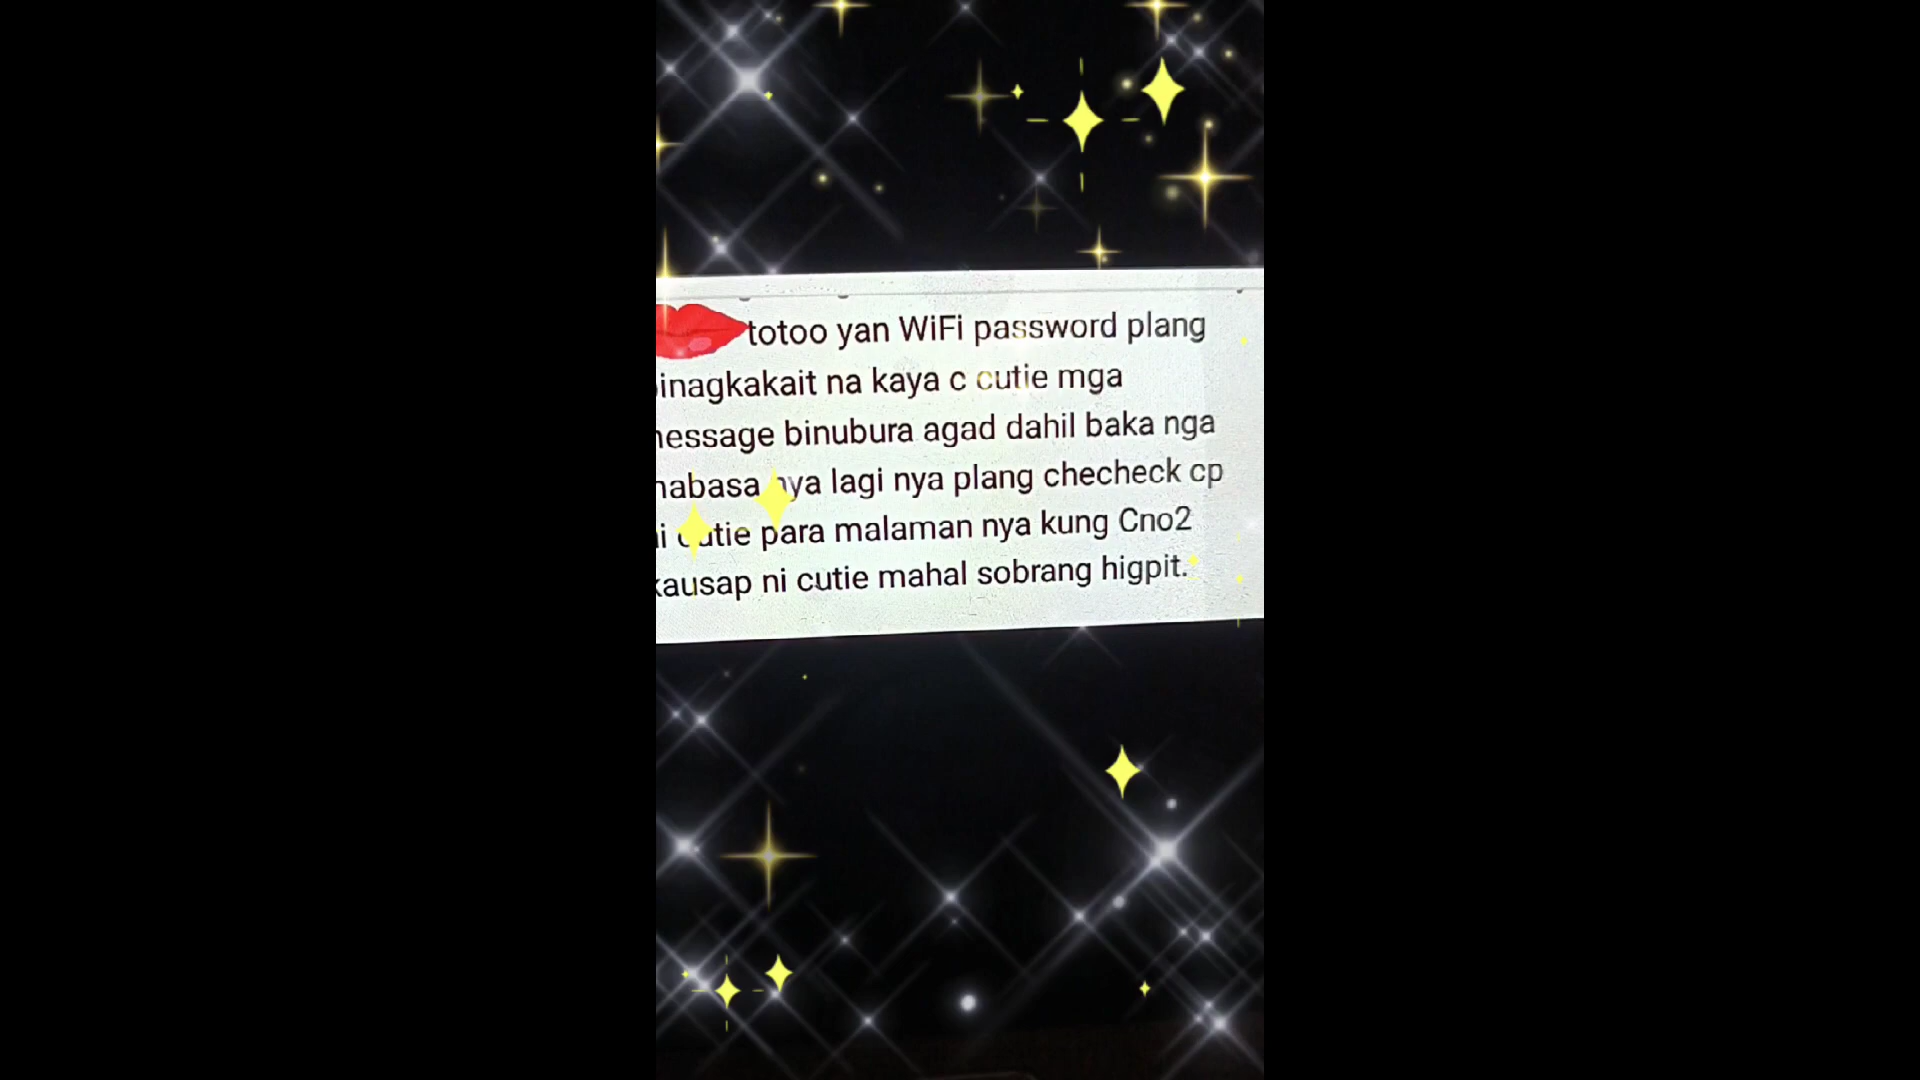 totoo yan WiFi password plang
inagkakait na kaya c cutie mga
essage binubura agad dahil baka nga
abasa nya lagi nya plang checheck cp
i cutie para malaman nya kung Cno2
kausap ni cutie mahal sobrang higpit.